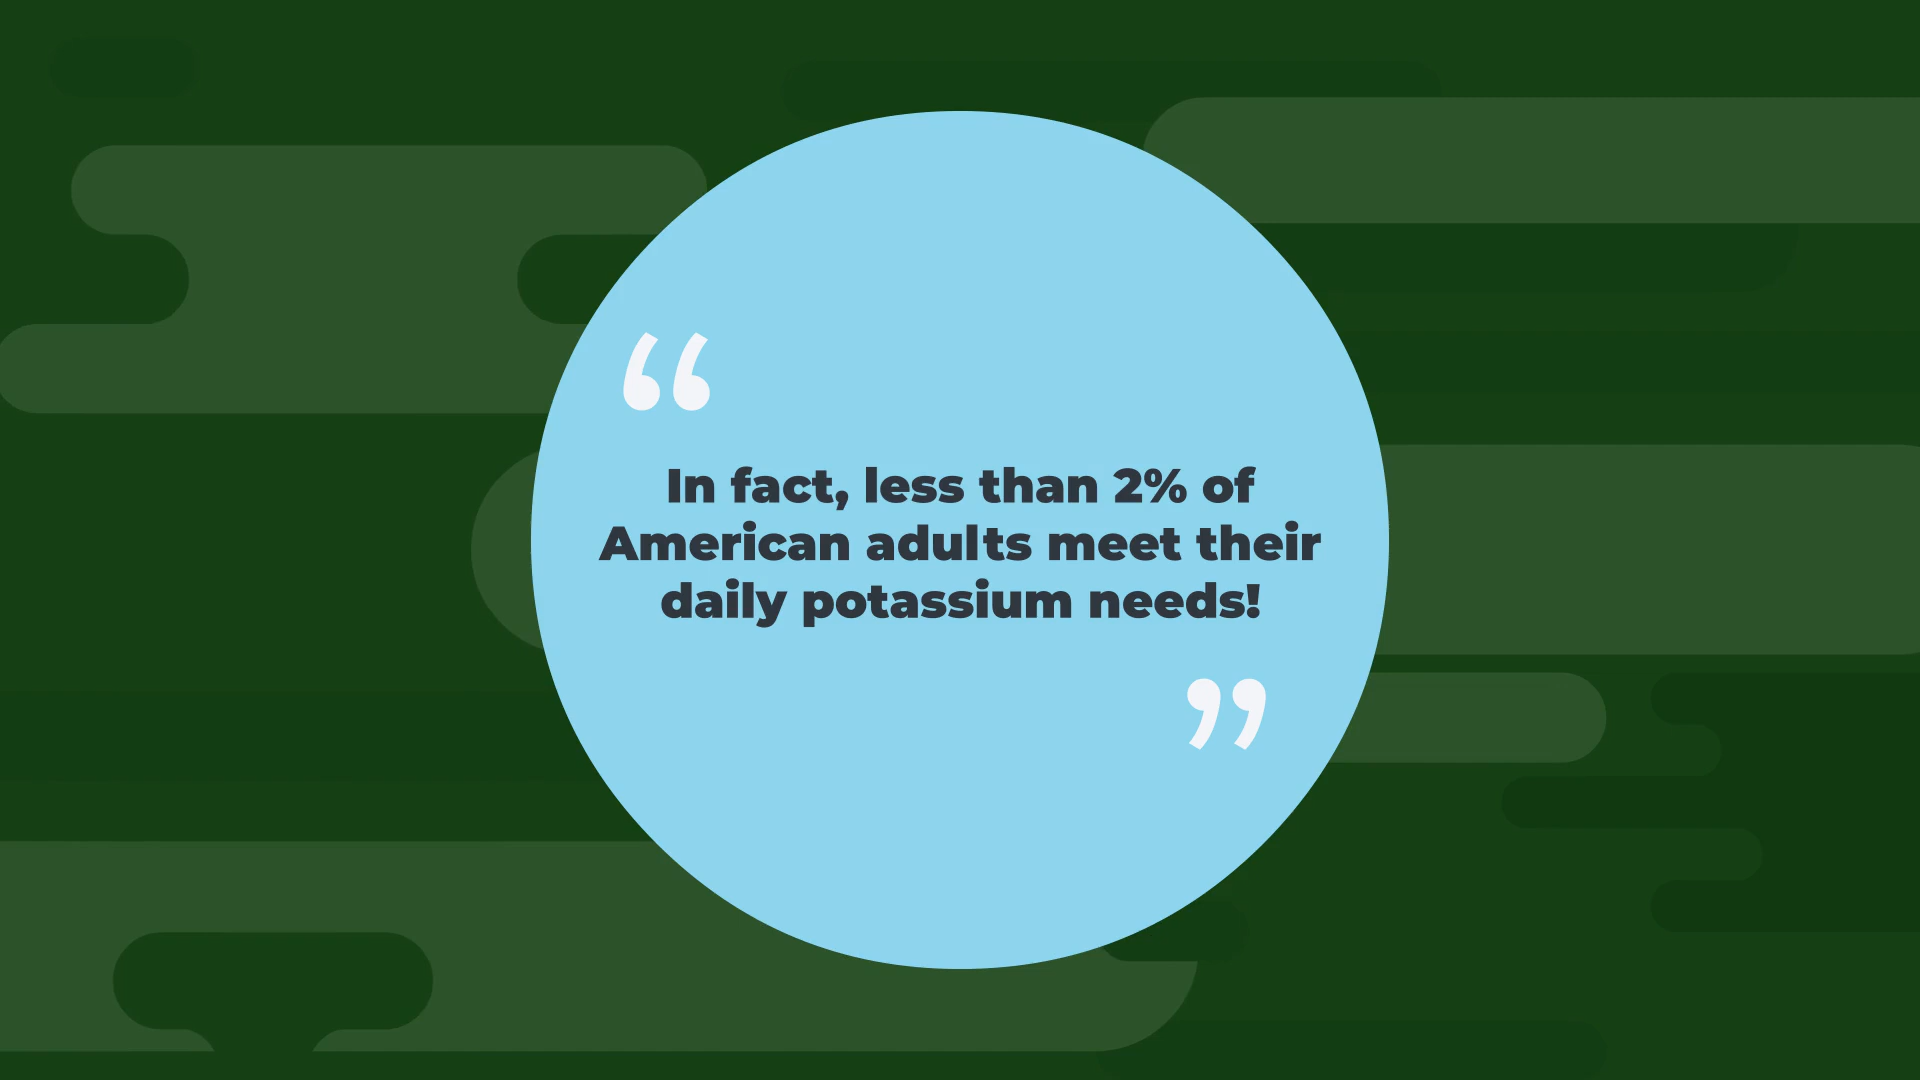 “
In fact, less than 2% of
American adults meet their
daily potassium needs!
”